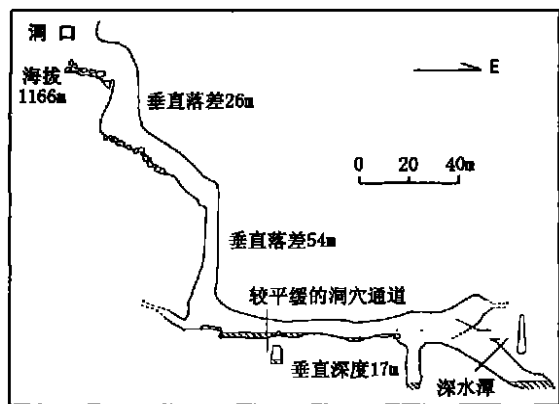 洞口
海拔
1166m
E
垂直落差26m
0 20 40m
垂直落差54m
较平缓的洞穴通道
垂直深度17m
深水潭